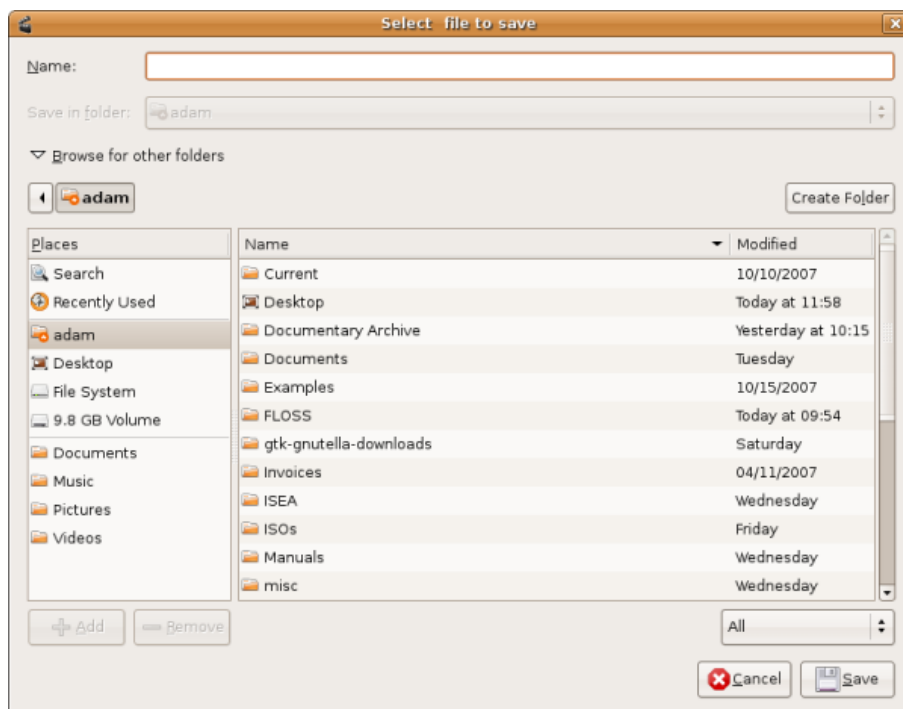 Select file to save
Name:
Save in folder: adam
Browse for other folders
adam
Create Folder
Places
Search
Recently Used
adam
Desktop
File System
9.8 GB Volume
Documents
Music
Pictures
Videos
Name Modified
Current 10/10/2007
Desktop Today at 11:58
Documentary Archive Yesterday at 10:15
Documents Tuesday
Examples 10/15/2007
FLOSS Today at 09:54
gtk-gnutella-downloads Saturday
Invoices 04/11/2007
ISEA Wednesday
ISOs Friday
Manuals Wednesday
misc Wednesday
Add Remove
All
Cancel Save